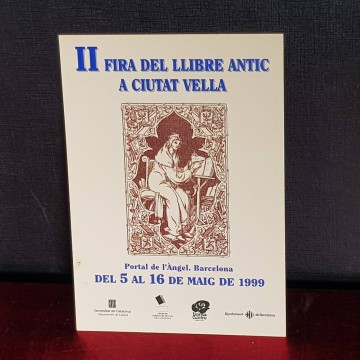 II FIRA DEL LLIBRE ANTIC
A CIUTAT VELLA
Portal de l'Àngel. Barcelona
DEL 5 AL 16 DE MAIG DE 1999
Generalitat de Catalunya
Ajuntament de Barcelona